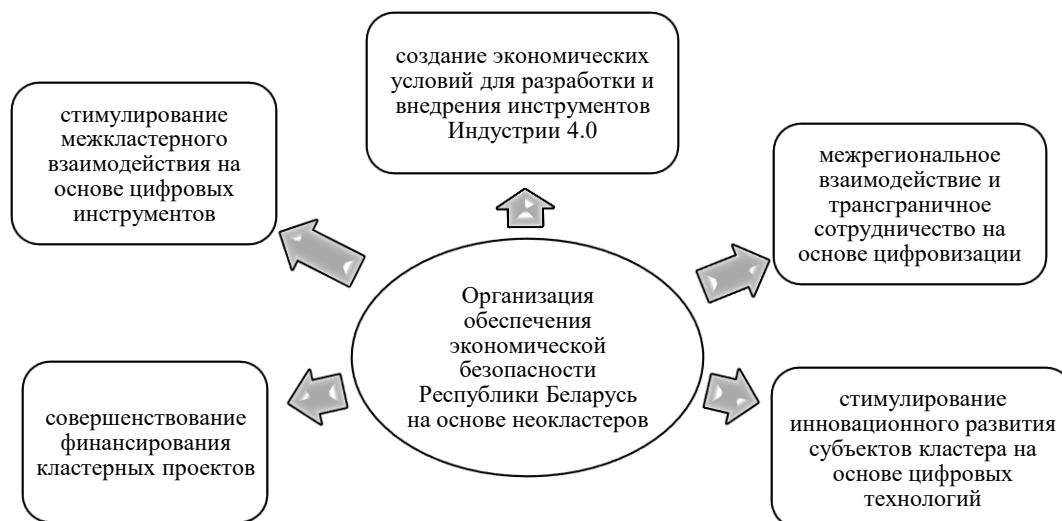 создание экономических
условий для разработки и
внедрения инструментов
Индустрии 4.0
стимулирование
межкластерного
взаимодействия на
основе цифровых
инструментов
межрегиональное
взаимодействие и
трансграничное
сотрудничество на
основе цифровизации
Организация
обеспечения
экономической
безопасности
Республики Беларусь
на основе неокластеров
совершенствование
финансирования
кластерных проектов
стимулирование
инновационного развития
субъектов кластера на
основе цифровых
технологий